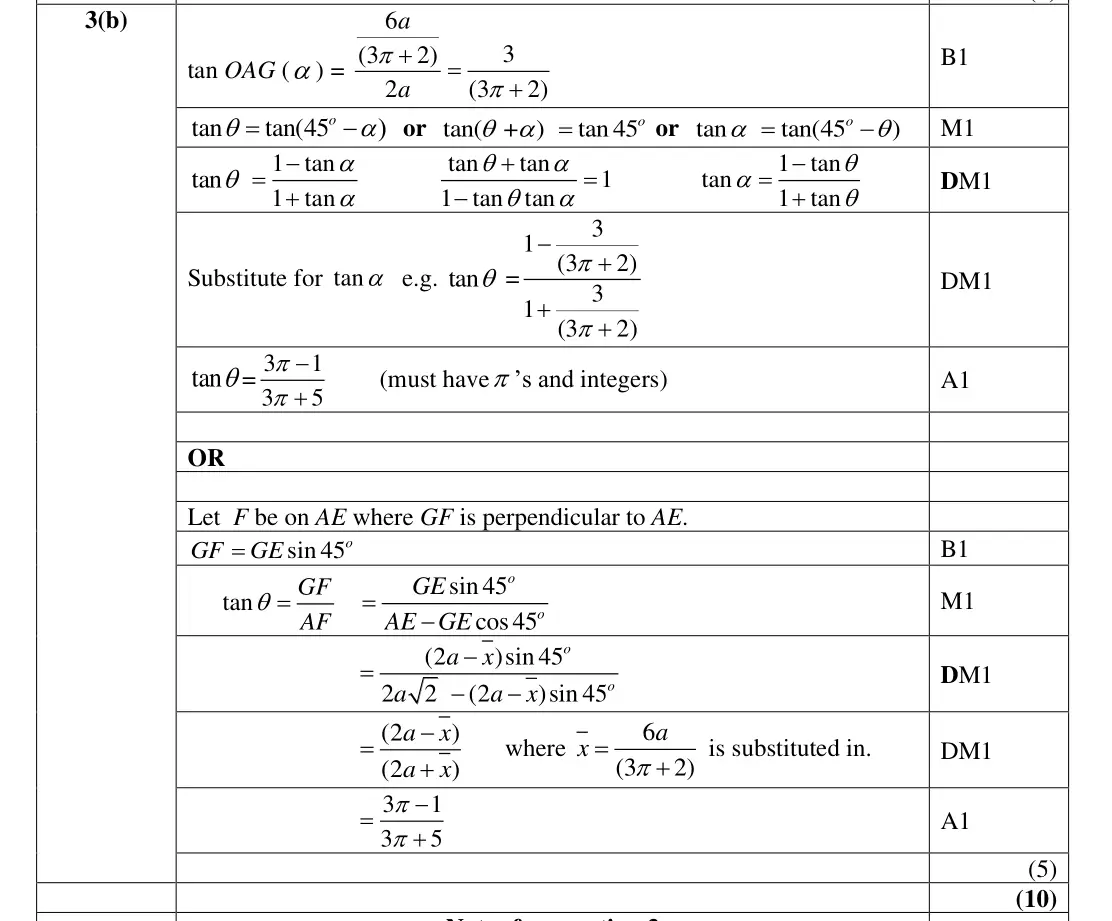 3(b)
tan OAG (α) = (6a/(3π + 2))/2a = 3/(3π + 2)
B1
tan θ = tan(45° − α) or tan(θ + α) = tan 45° or tan α = tan(45° − θ)
M1
tan θ = (1 − tan α)/(1 + tan α) (tan θ + tan α)/(1 − tan θ tan α) = 1 tan α = (1 − tan θ)/(1 + tan θ)
DM1
Substitute for tan α e.g. tan θ = (1 − 3/(3π + 2))/(1 + 3/(3π + 2))
DM1
tan θ = (3π − 1)/(3π + 5) (must have π 's and integers)
A1
OR
Let F be on AE where GF is perpendicular to AE.
GF = GE sin 45°
B1
tan θ = GF/AF = GE sin 45°/(AE − GE cos 45°)
M1
= (2a − x̄) sin 45°/(2a√2 − (2a − x̄) sin 45°)
DM1
= (2a − x̄)/(2a + x̄) where x̄ = 6a/(3π + 2) is substituted in.
DM1
= (3π − 1)/(3π + 5)
A1
(5)
(10)